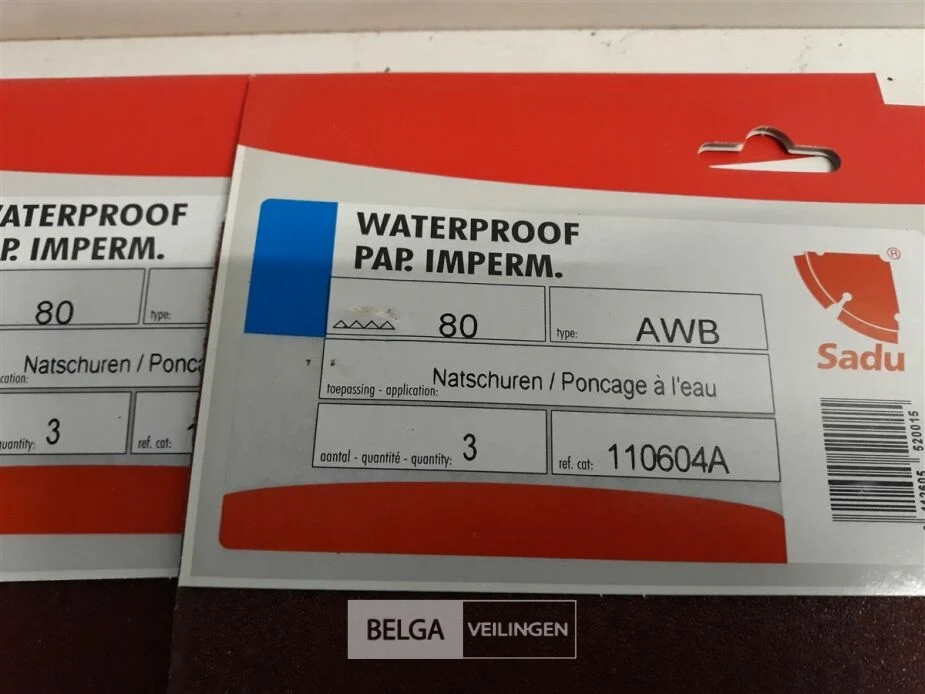 WATERPROOF
PAP. IMPERM.
80
type:
Natschuren /
quantity: 3
ref. cat:
WATERPROOF
PAP. IMPERM.
80
type: AWB
toepassing - application: Natschuren / Ponçage à l'eau
aantal - quantité - quantity: 3
ref. cat: 110604A
Sadu®
520015
BELGA VEILINGEN